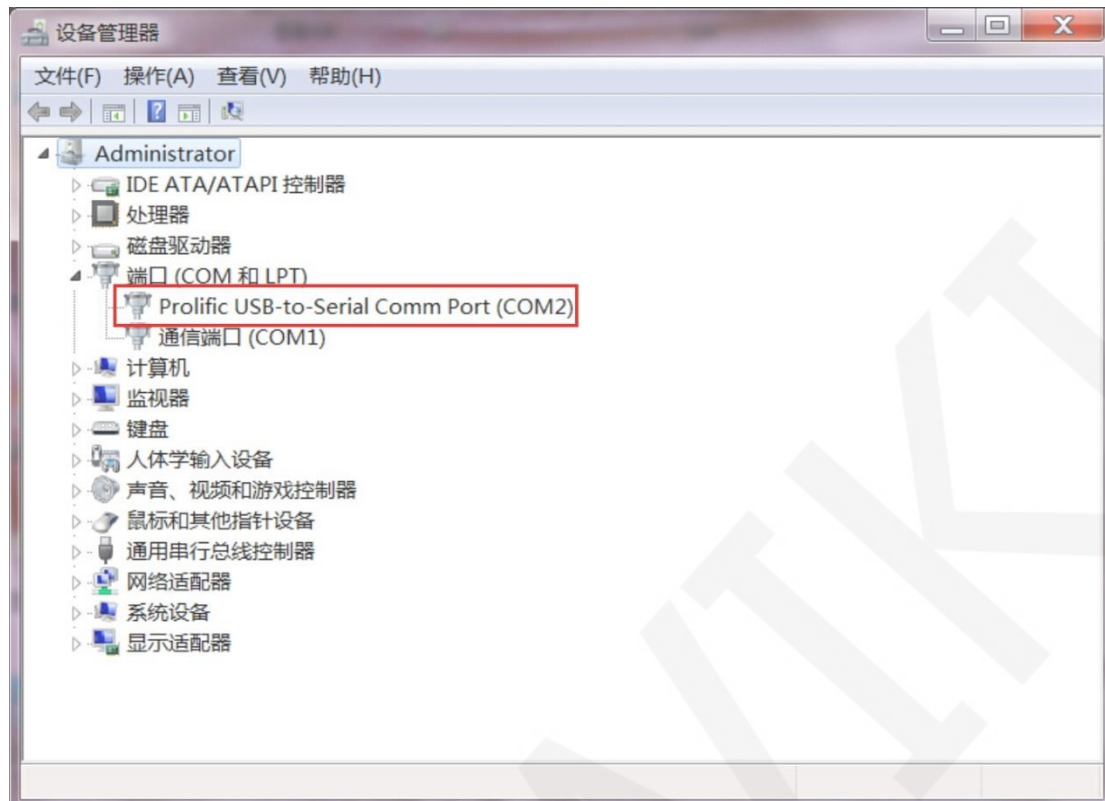 设备管理器
文件(F) 操作(A) 查看(V) 帮助(H)
Administrator
IDE ATA/ATAPI 控制器
处理器
磁盘驱动器
端口 (COM 和 LPT)
Prolific USB-to-Serial Comm Port (COM2)
通信端口 (COM1)
计算机
监视器
键盘
人体学输入设备
声音、视频和游戏控制器
鼠标和其他指针设备
通用串行总线控制器
网络适配器
系统设备
显示适配器